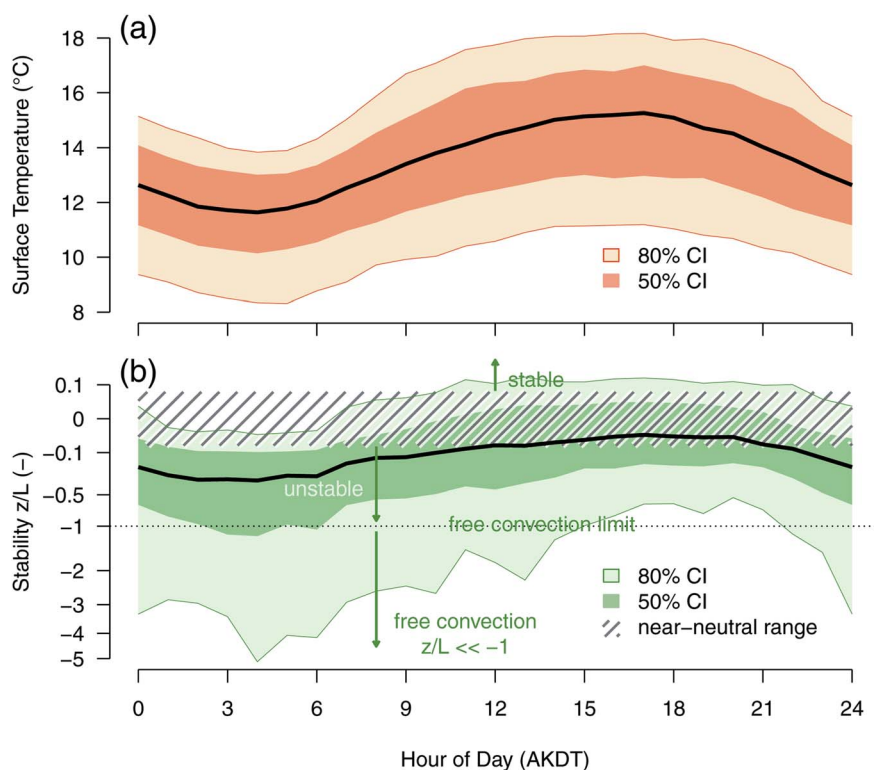 (a)
Surface Temperature (°C)
18
16
14
12
10
8
80% CI
50% CI
(b)
Stability z/L (−)
0.1
0
−0.1
−0.5
−1
−2
−3
−4
−5
stable
unstable
free convection limit
free convection
z/L << −1
80% CI
50% CI
near−neutral range
0 3 6 9 12 15 18 21 24
Hour of Day (AKDT)